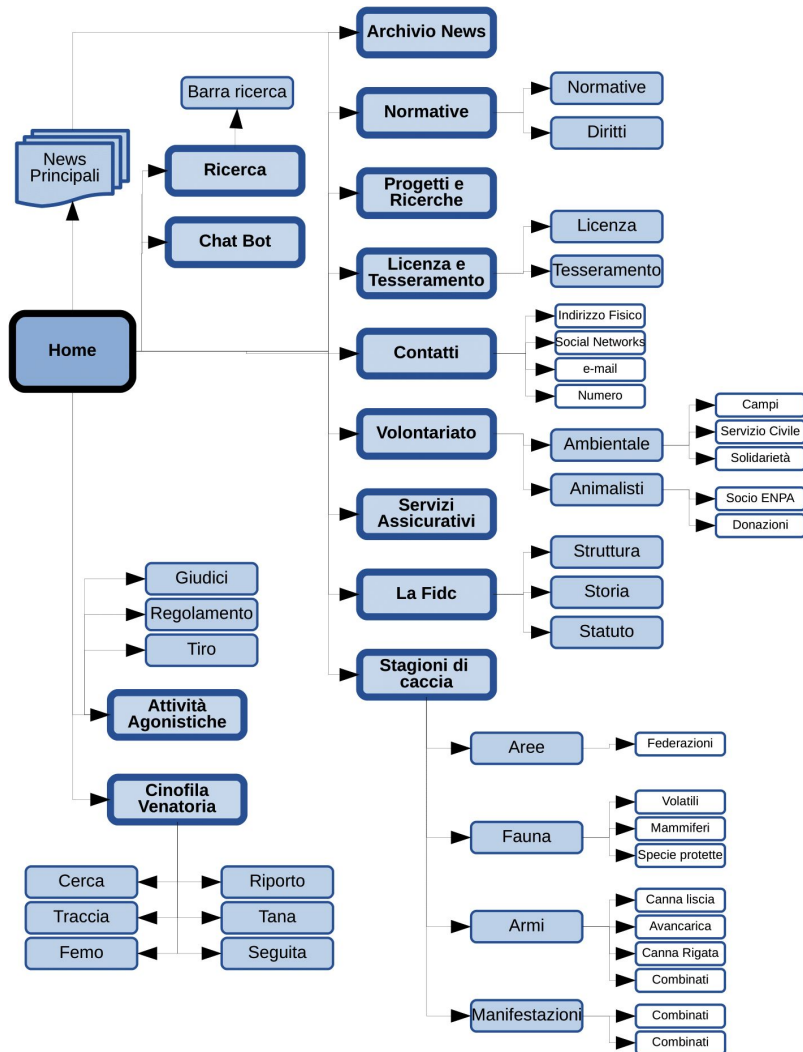 Archivio News
Barra ricerca
Normative
Normative
Diritti
News
Principali
Ricerca
Progetti e
Ricerche
Chat Bot
Licenza e
Tesseramento
Licenza
Tesseramento
Home
Contatti
Indirizzo Fisico
Social Networks
e-mail
Numero
Volontariato
Ambientale
Campi
Servizio Civile
Solidarietà
Animalisti
Socio ENPA
Donazioni
Servizi
Assicurativi
La Fidc
Struttura
Storia
Statuto
Giudici
Regolamento
Tiro
Attività
Agonistiche
Stagioni di
caccia
Cinofila
Venatoria
Cerca
Riporto
Traccia
Tana
Femo
Seguita
Aree
Federazioni
Fauna
Volatili
Mammiferi
Specie protette
Armi
Canna liscia
Avancarica
Canna Rigata
Combinati
Manifestazioni
Combinati
Combinati